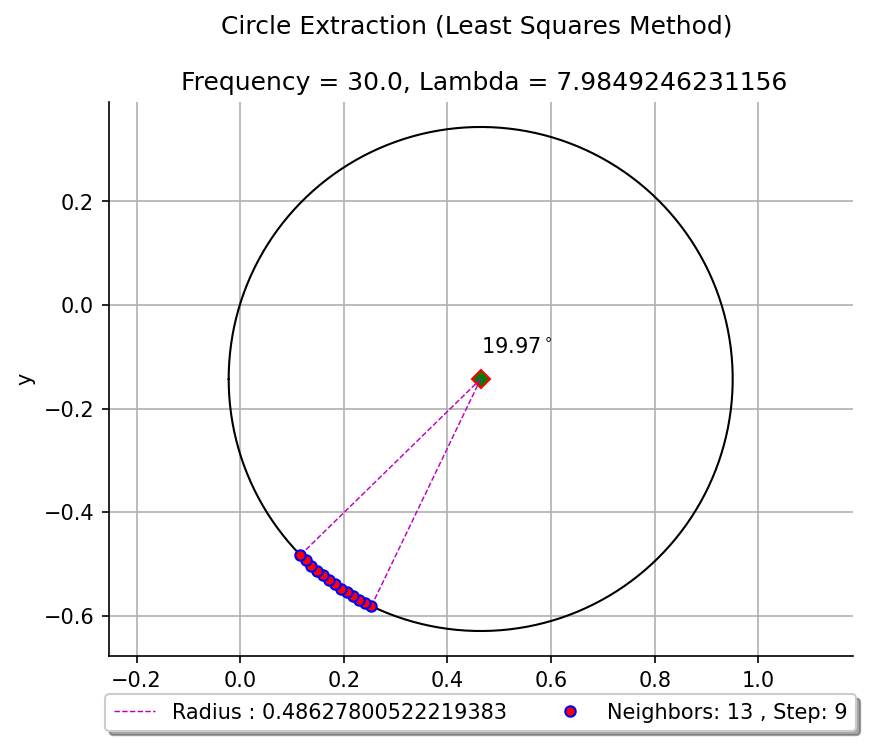 Circle Extraction (Least Squares Method)
Frequency = 30.0, Lambda = 7.9849246231156
0.2
0.0
−0.2
−0.4
−0.6
y
19.97°
−0.2 0.0 0.2 0.4 0.6 0.8 1.0
Radius : 0.48627800522219383 Neighbors: 13 , Step: 9